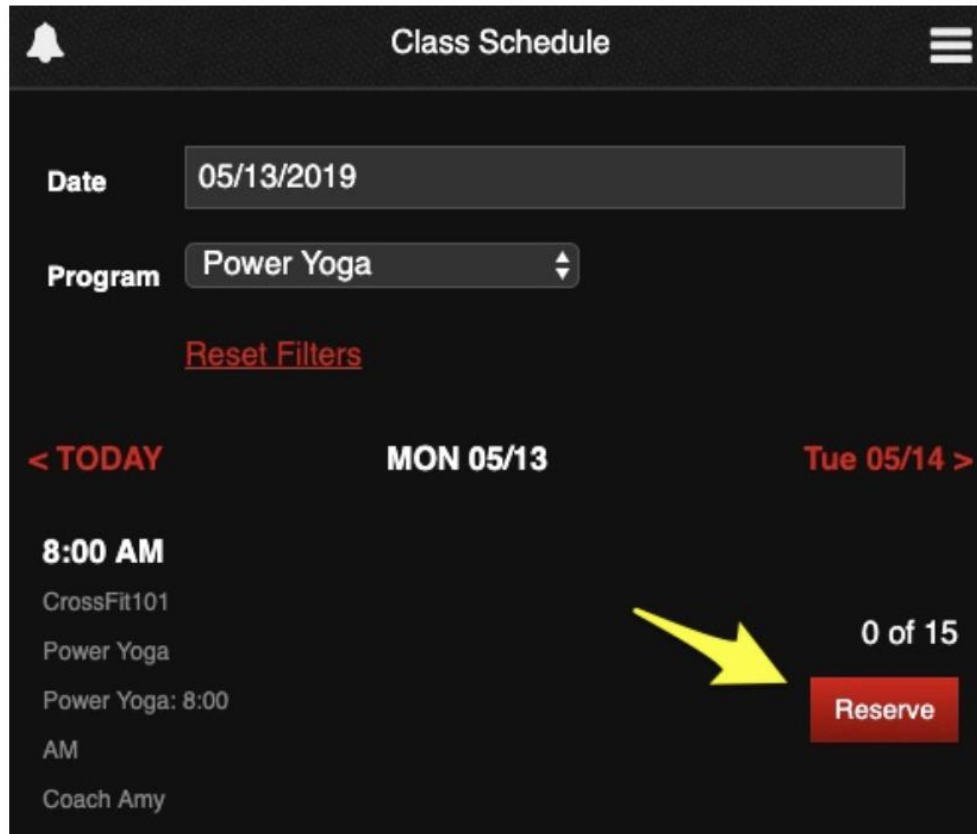 Class Schedule
Date 05/13/2019
Program Power Yoga
Reset Filters
< TODAY MON 05/13 Tue 05/14 >
8:00 AM
CrossFit101
Power Yoga
Power Yoga: 8:00
AM
Coach Amy
0 of 15
Reserve